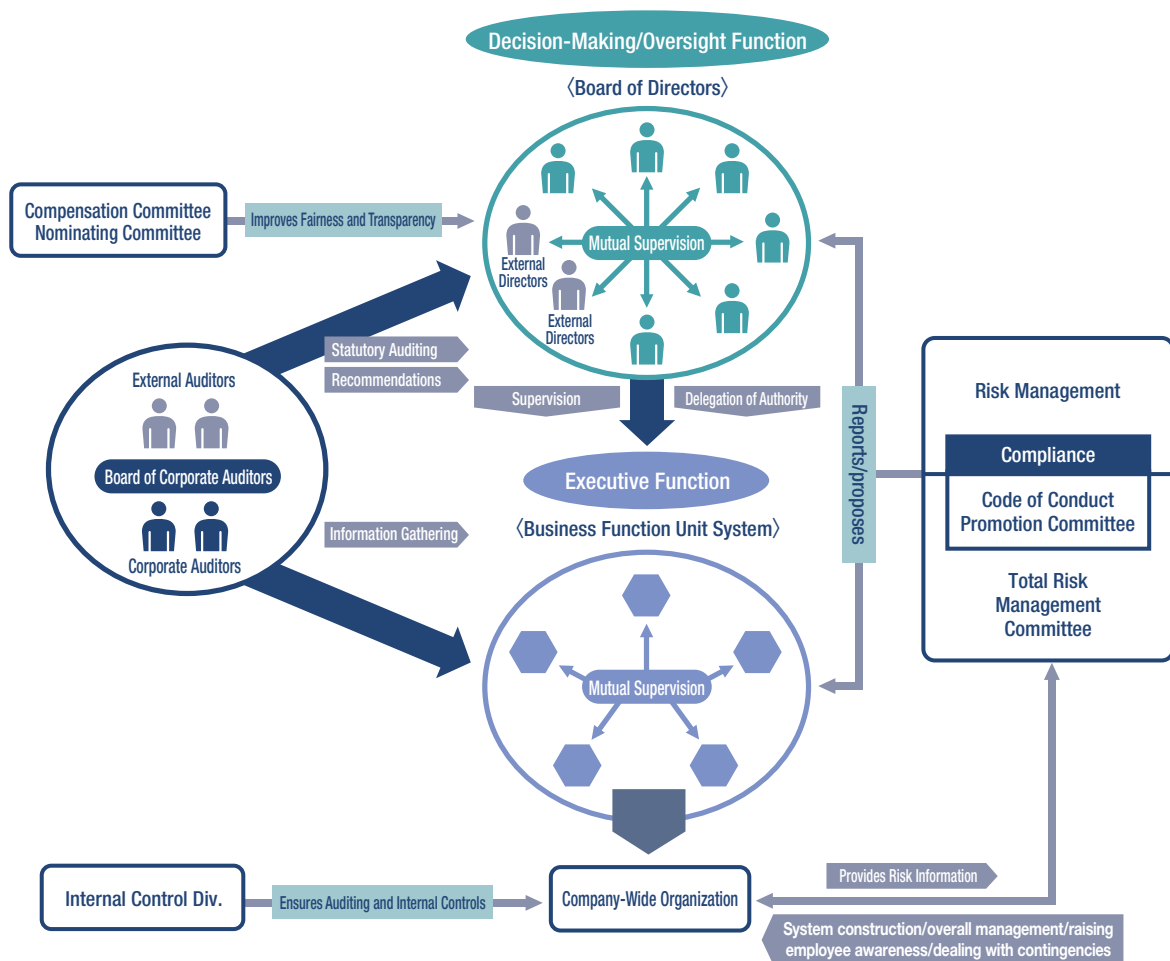 Decision-Making/Oversight Function
〈Board of Directors〉
Compensation Committee
Nominating Committee
Improves Fairness and Transparency
Mutual Supervision
External
Directors
External
Directors
Statutory Auditing
Recommendations
External Auditors
Board of Corporate Auditors
Corporate Auditors
Supervision
Delegation of Authority
Reports/proposes
Risk Management
Compliance
Code of Conduct
Promotion Committee
Total Risk
Management
Committee
Executive Function
〈Business Function Unit System〉
Information Gathering
Mutual Supervision
Internal Control Div.
Ensures Auditing and Internal Controls
Company-Wide Organization
Provides Risk Information
System construction/overall management/raising
employee awareness/dealing with contingencies